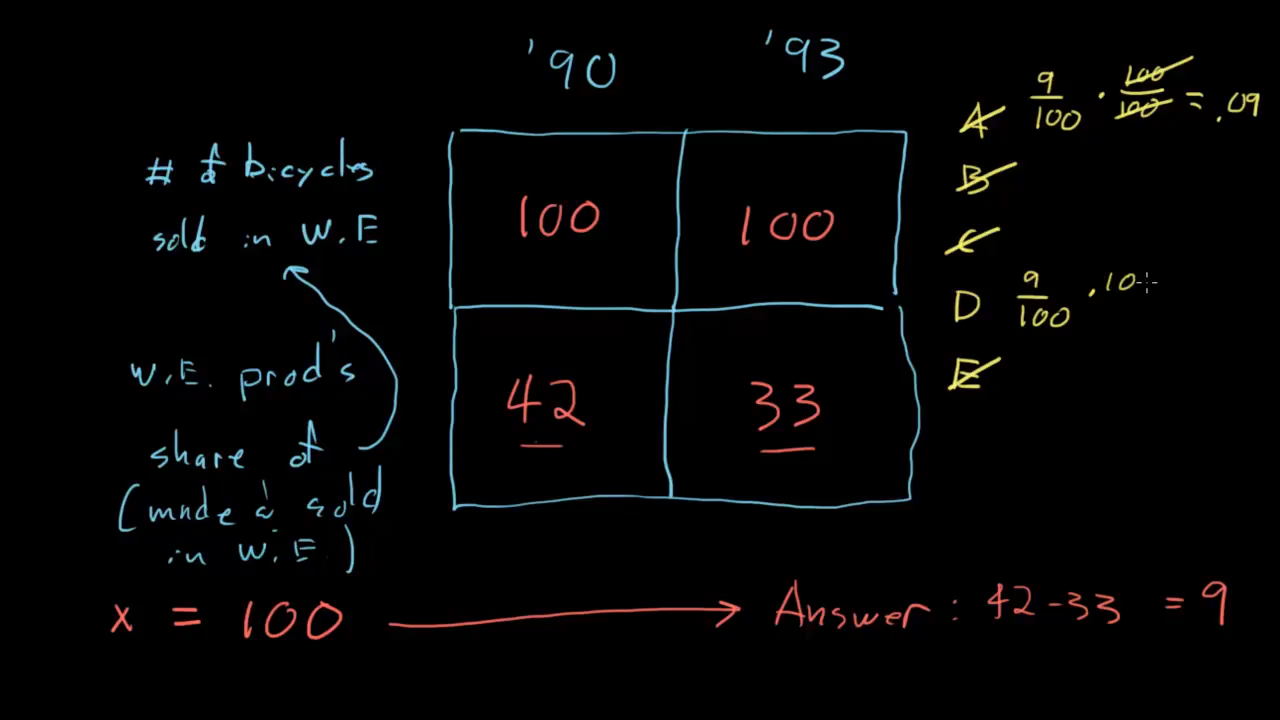 '90 '93
# of bicycles
sold in W.E
100 100
W.E. prod's
share of
(made & sold
in W.E.)
42 33
x = 100
Answer: 42-33 = 9
A 9/100 · 100/100 = .09
B
C
D 9/100 · 10
E